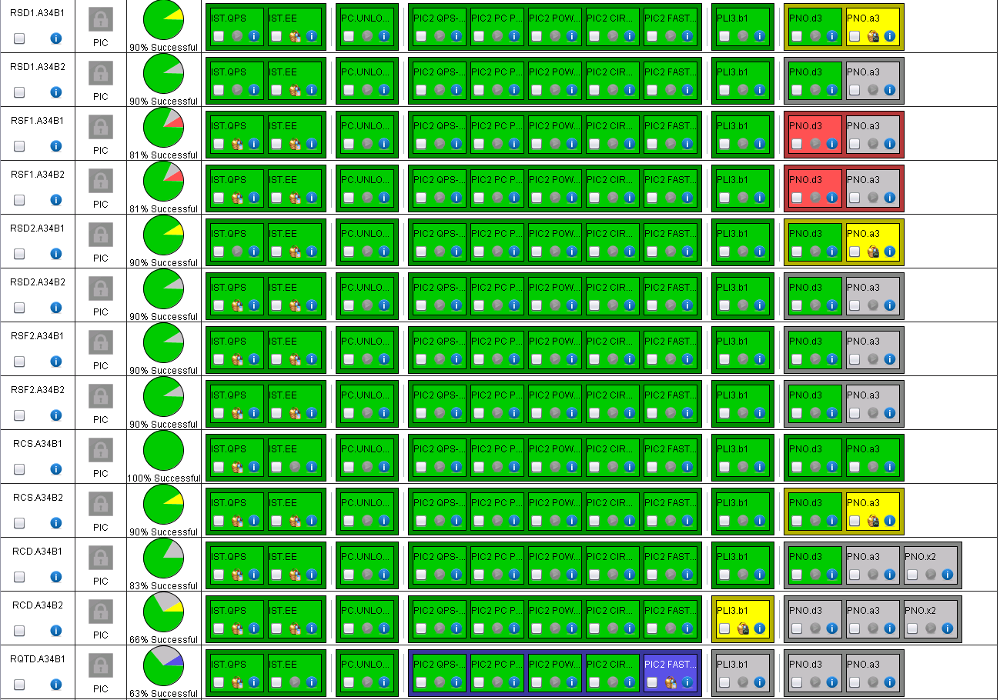 RSD1.A34B1 IST.QPS IST.EE PC UNLO... PIC2 QPS-... PIC2 PC P... PIC2 POW... PIC2 CIR... PIC2 FAST... PLI3.b1 PNO.d3 PNO.a3
PIC 90% Successful
RSD1.A34B2 IST.QPS IST.EE PC UNLO... PIC2 QPS-... PIC2 PC P... PIC2 POW... PIC2 CIR... PIC2 FAST... PLI3.b1 PNO.d3 PNO.a3
PIC 90% Successful
RSF1.A34B1 IST.QPS IST.EE PC UNLO... PIC2 QPS-... PIC2 PC P... PIC2 POW... PIC2 CIR... PIC2 FAST... PLI3.b1 PNO.d3 PNO.a3
PIC 81% Successful
RSF1.A34B2 IST.QPS IST.EE PC UNLO... PIC2 QPS-... PIC2 PC P... PIC2 POW... PIC2 CIR... PIC2 FAST... PLI3.b1 PNO.d3 PNO.a3
PIC 81% Successful
RSD2.A34B1 IST.QPS IST.EE PC UNLO... PIC2 QPS-... PIC2 PC P... PIC2 POW... PIC2 CIR... PIC2 FAST... PLI3.b1 PNO.d3 PNO.a3
PIC 90% Successful
RSD2.A34B2 IST.QPS IST.EE PC UNLO... PIC2 QPS-... PIC2 PC P... PIC2 POW... PIC2 CIR... PIC2 FAST... PLI3.b1 PNO.d3 PNO.a3
PIC 90% Successful
RSF2.A34B1 IST.QPS IST.EE PC UNLO... PIC2 QPS-... PIC2 PC P... PIC2 POW... PIC2 CIR... PIC2 FAST... PLI3.b1 PNO.d3 PNO.a3
PIC 90% Successful
RSF2.A34B2 IST.QPS IST.EE PC UNLO... PIC2 QPS-... PIC2 PC P... PIC2 POW... PIC2 CIR... PIC2 FAST... PLI3.b1 PNO.d3 PNO.a3
PIC 90% Successful
RCS.A34B1 IST.QPS IST.EE PC UNLO... PIC2 QPS-... PIC2 PC P... PIC2 POW... PIC2 CIR... PIC2 FAST... PLI3.b1 PNO.d3 PNO.a3
PIC 100% Successful
RCS.A34B2 IST.QPS IST.EE PC UNLO... PIC2 QPS-... PIC2 PC P... PIC2 POW... PIC2 CIR... PIC2 FAST... PLI3.b1 PNO.d3 PNO.a3
PIC 90% Successful
RCD.A34B1 IST.QPS IST.EE PC UNLO... PIC2 QPS-... PIC2 PC P... PIC2 POW... PIC2 CIR... PIC2 FAST... PLI3.b1 PNO.d3 PNO.a3 PNO.x2
PIC 83% Successful
RCD.A34B2 IST.QPS IST.EE PC UNLO... PIC2 QPS-... PIC2 PC P... PIC2 POW... PIC2 CIR... PIC2 FAST... PLI3.b1 PNO.d3 PNO.a3 PNO.x2
PIC 66% Successful
RQTD.A34B1 IST.QPS IST.EE PC UNLO... PIC2 QPS-... PIC2 PC P... PIC2 POW... PIC2 CIR... PIC2 FAST... PLI3.b1 PNO.d3 PNO.a3
PIC 63% Successful